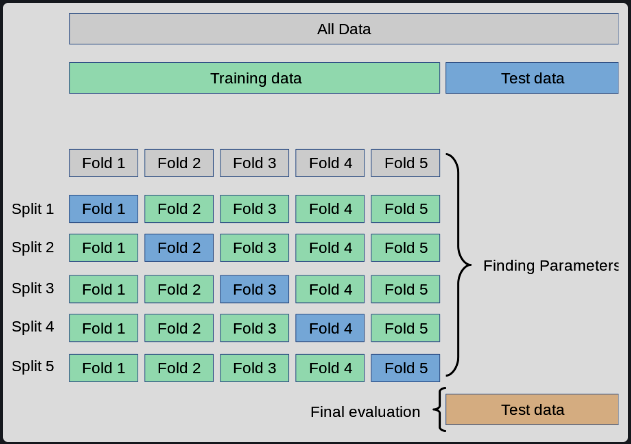 All Data
Training data Test data
Fold 1 Fold 2 Fold 3 Fold 4 Fold 5
Split 1 Fold 1 Fold 2 Fold 3 Fold 4 Fold 5
Split 2 Fold 1 Fold 2 Fold 3 Fold 4 Fold 5
Finding Parameters
Split 3 Fold 1 Fold 2 Fold 3 Fold 4 Fold 5
Split 4 Fold 1 Fold 2 Fold 3 Fold 4 Fold 5
Split 5 Fold 1 Fold 2 Fold 3 Fold 4 Fold 5
Final evaluation Test data